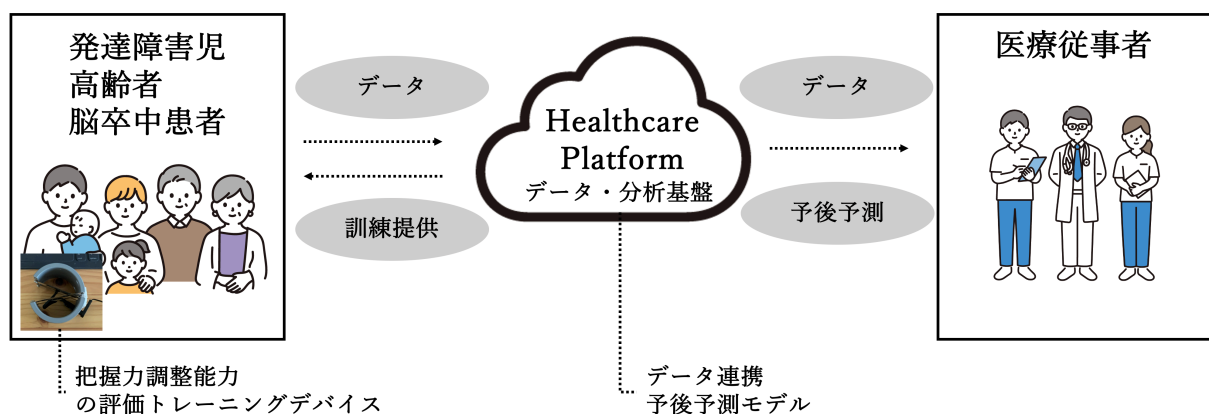 発達障害児
高齢者
脳卒中患者
データ
訓練提供
Healthcare
Platform
データ・分析基盤
データ
予後予測
医療従事者
把握力調整能力
の評価トレーニングデバイス
データ連携
予後予測モデル